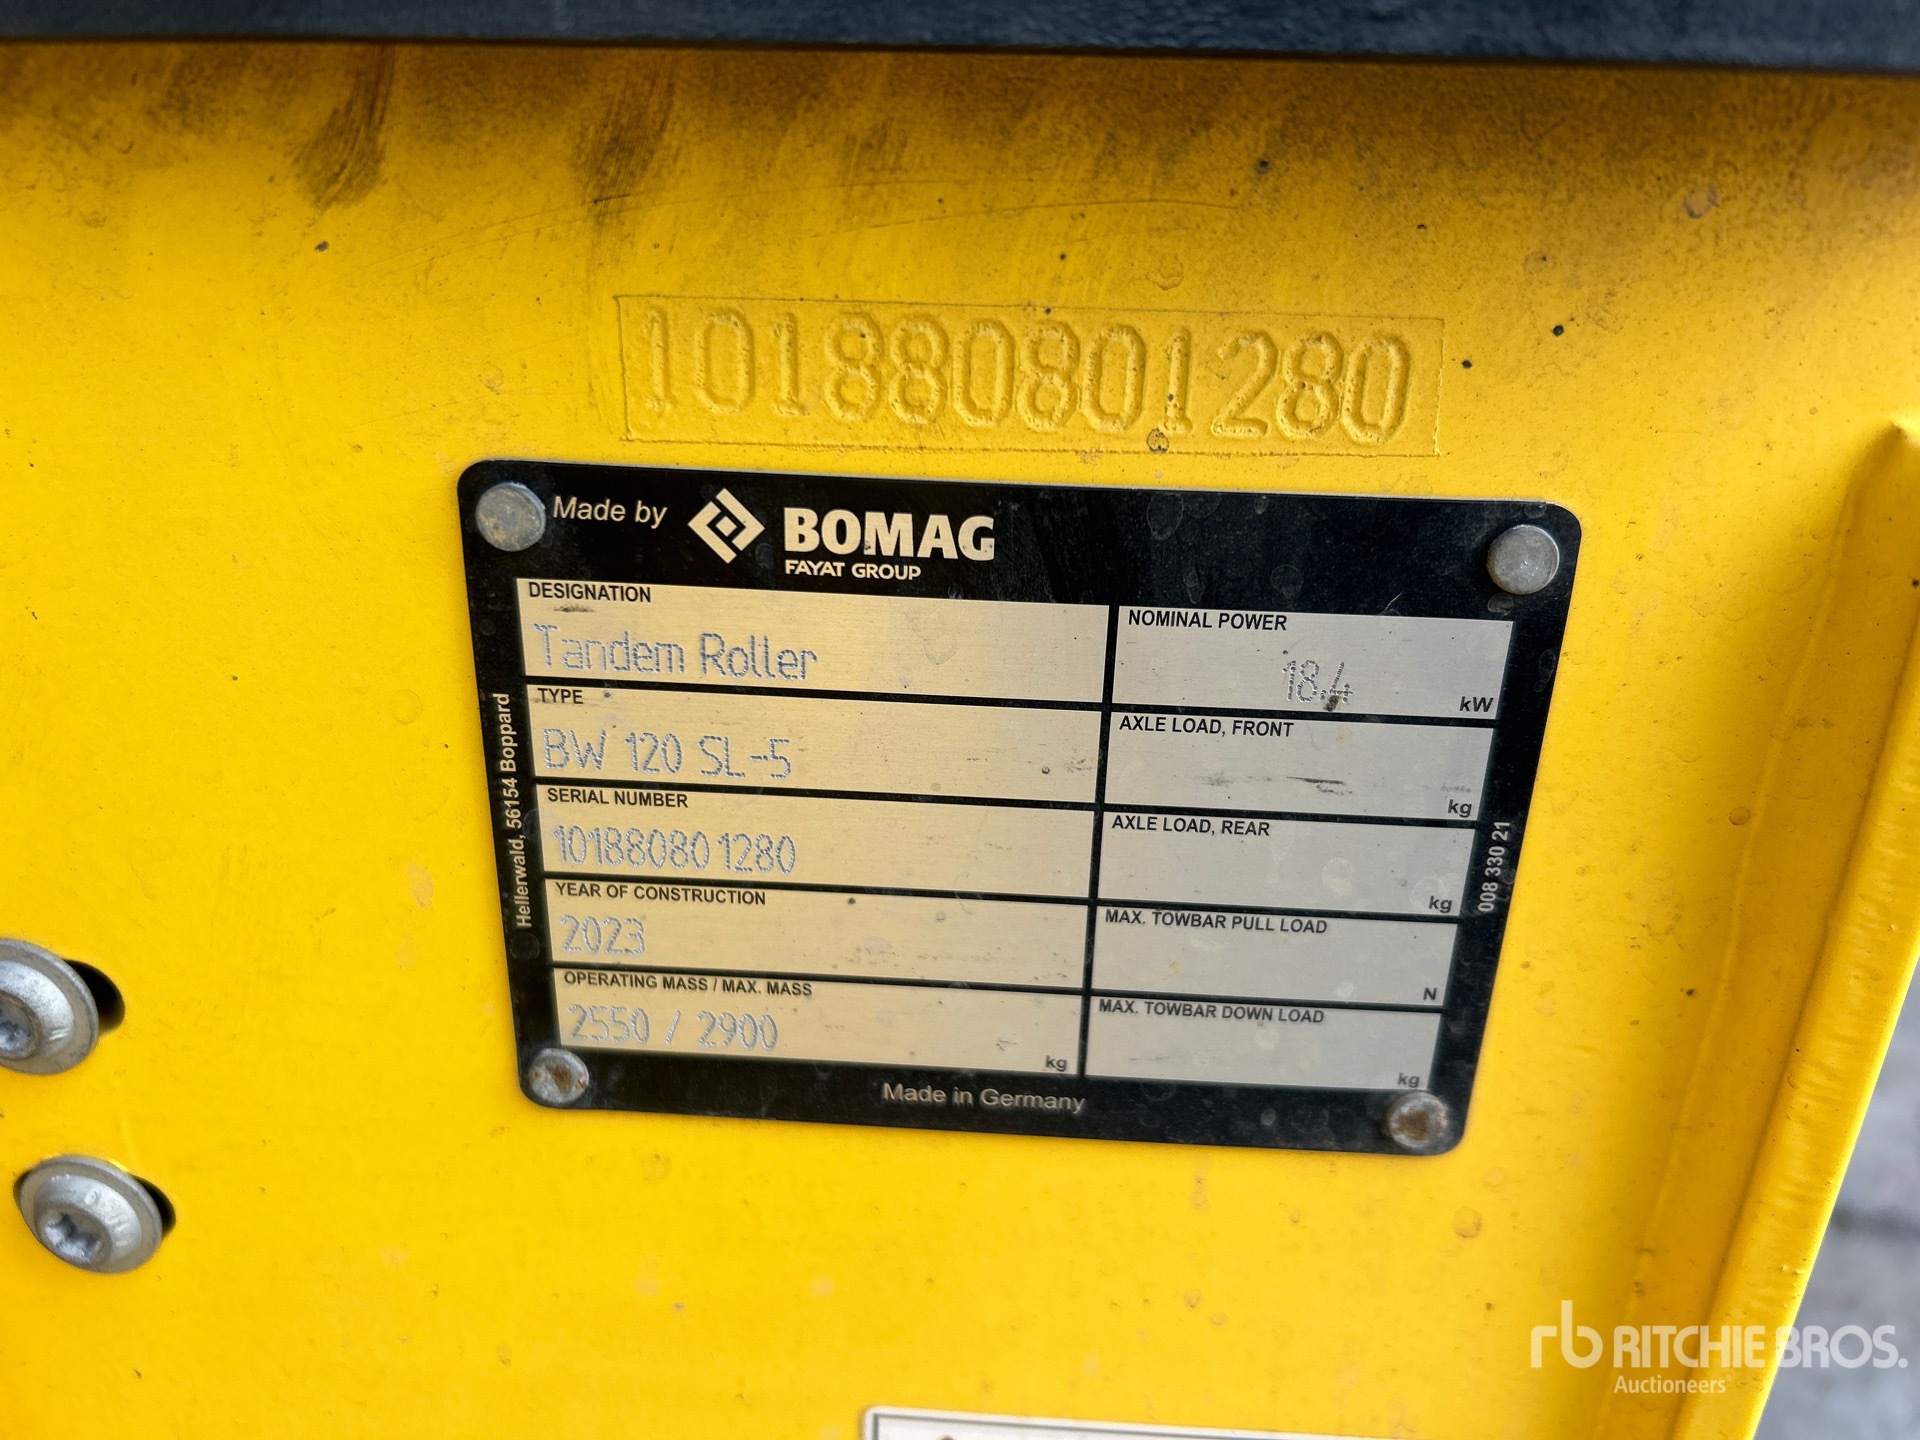 101880801280
Made by BOMAG
FAYAT GROUP
DESIGNATION
Tandem Roller
TYPE
BW 120 SL-5
SERIAL NUMBER
101880801280
YEAR OF CONSTRUCTION
2023
OPERATING MASS / MAX. MASS
2550 / 2900
kg
NOMINAL POWER
18.4
kW
AXLE LOAD, FRONT
kg
AXLE LOAD, REAR
kg
MAX. TOWBAR PULL LOAD
N
MAX. TOWBAR DOWN LOAD
kg
Hellerwald, 56154 Boppard
008 330 21
Made in Germany
rb RITCHIE BROS.
Auctioneers